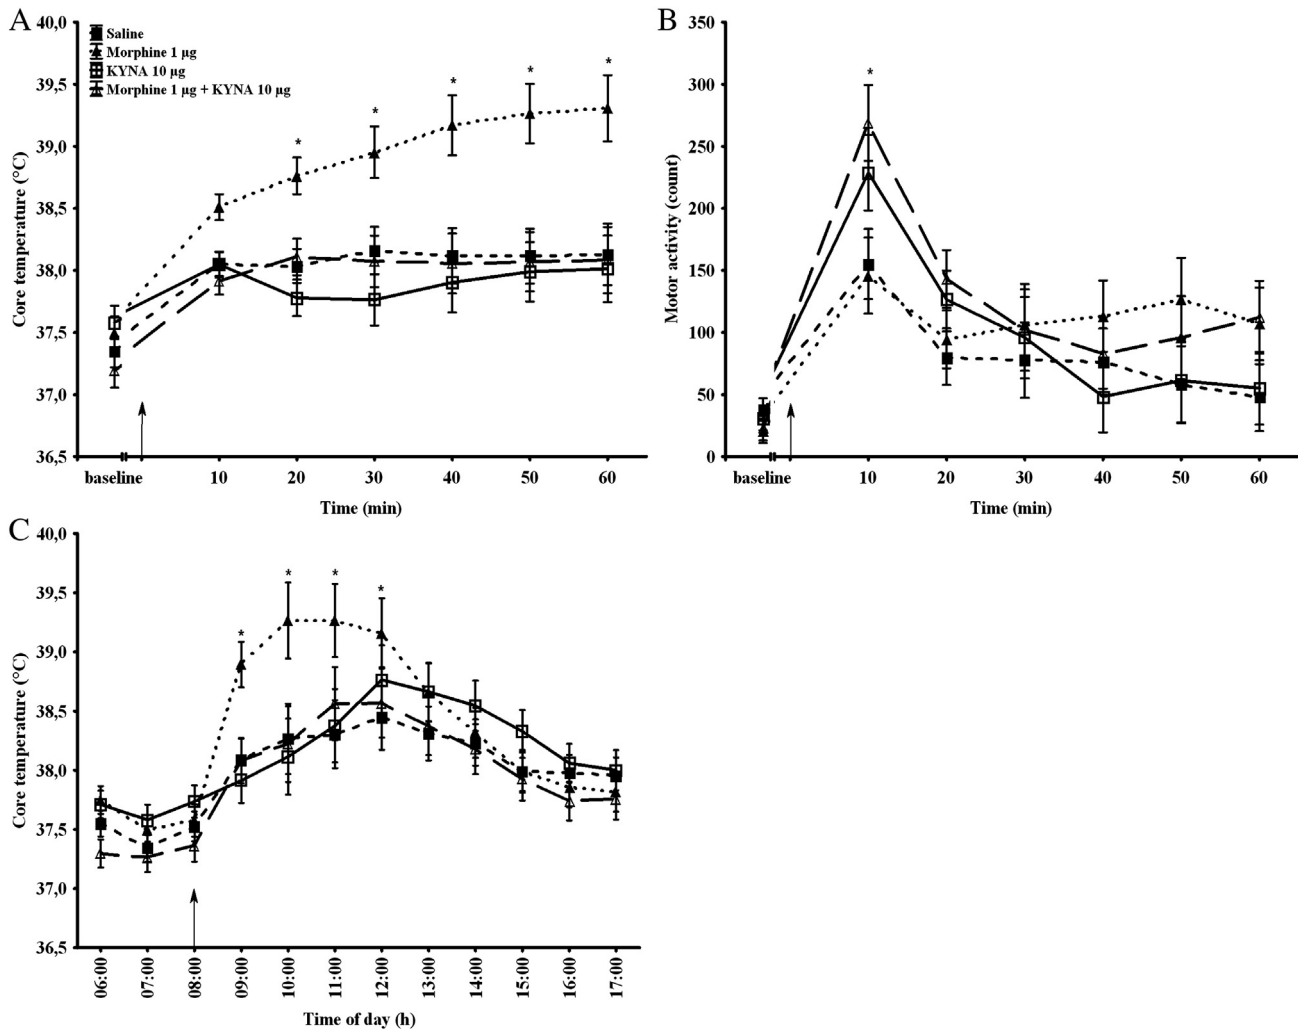 A
40,0
39,5
39,0
38,5
38,0
37,5
37,0
36,5
Core temperature (°C)
Saline
Morphine 1 µg
KYNA 10 µg
Morphine 1 µg + KYNA 10 µg
* * * * *
baseline 10 20 30 40 50 60
Time (min)
B
350
300
250
200
150
100
50
0
Motor activity (count)
*
baseline 10 20 30 40 50 60
Time (min)
C
40,0
39,5
39,0
38,5
38,0
37,5
37,0
36,5
Core temperature (°C)
* * * *
06:00 07:00 08:00 09:00 10:00 11:00 12:00 13:00 14:00 15:00 16:00 17:00
Time of day (h)